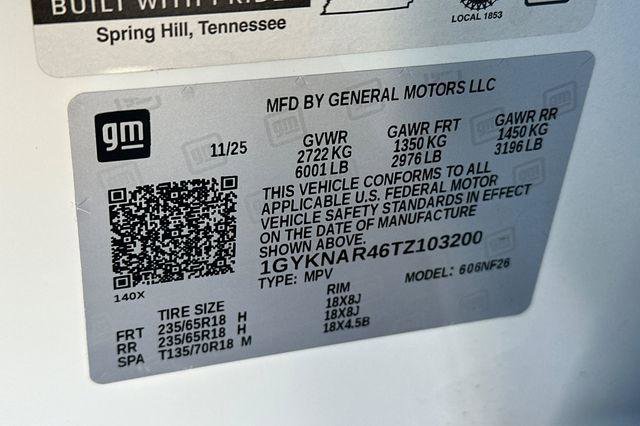 BUILT WITH PRIDE
Spring Hill, Tennessee
LOCAL 1853
MFD BY GENERAL MOTORS LLC
gm
11/25
GVWR
2722 KG
6001 LB
GAWR FRT
1350 KG
2976 LB
GAWR RR
1450 KG
3196 LB
THIS VEHICLE CONFORMS TO ALL
APPLICABLE U.S. FEDERAL MOTOR
VEHICLE SAFETY STANDARDS IN EFFECT
ON THE DATE OF MANUFACTURE
SHOWN ABOVE.
1GYKNAR46TZ103200
TYPE: MPV
MODEL: 606NF26
140X
TIRE SIZE
RIM
FRT 235/65R18 H 18X8J
RR 235/65R18 H 18X8J
SPA T135/70R18 M 18X4.5B